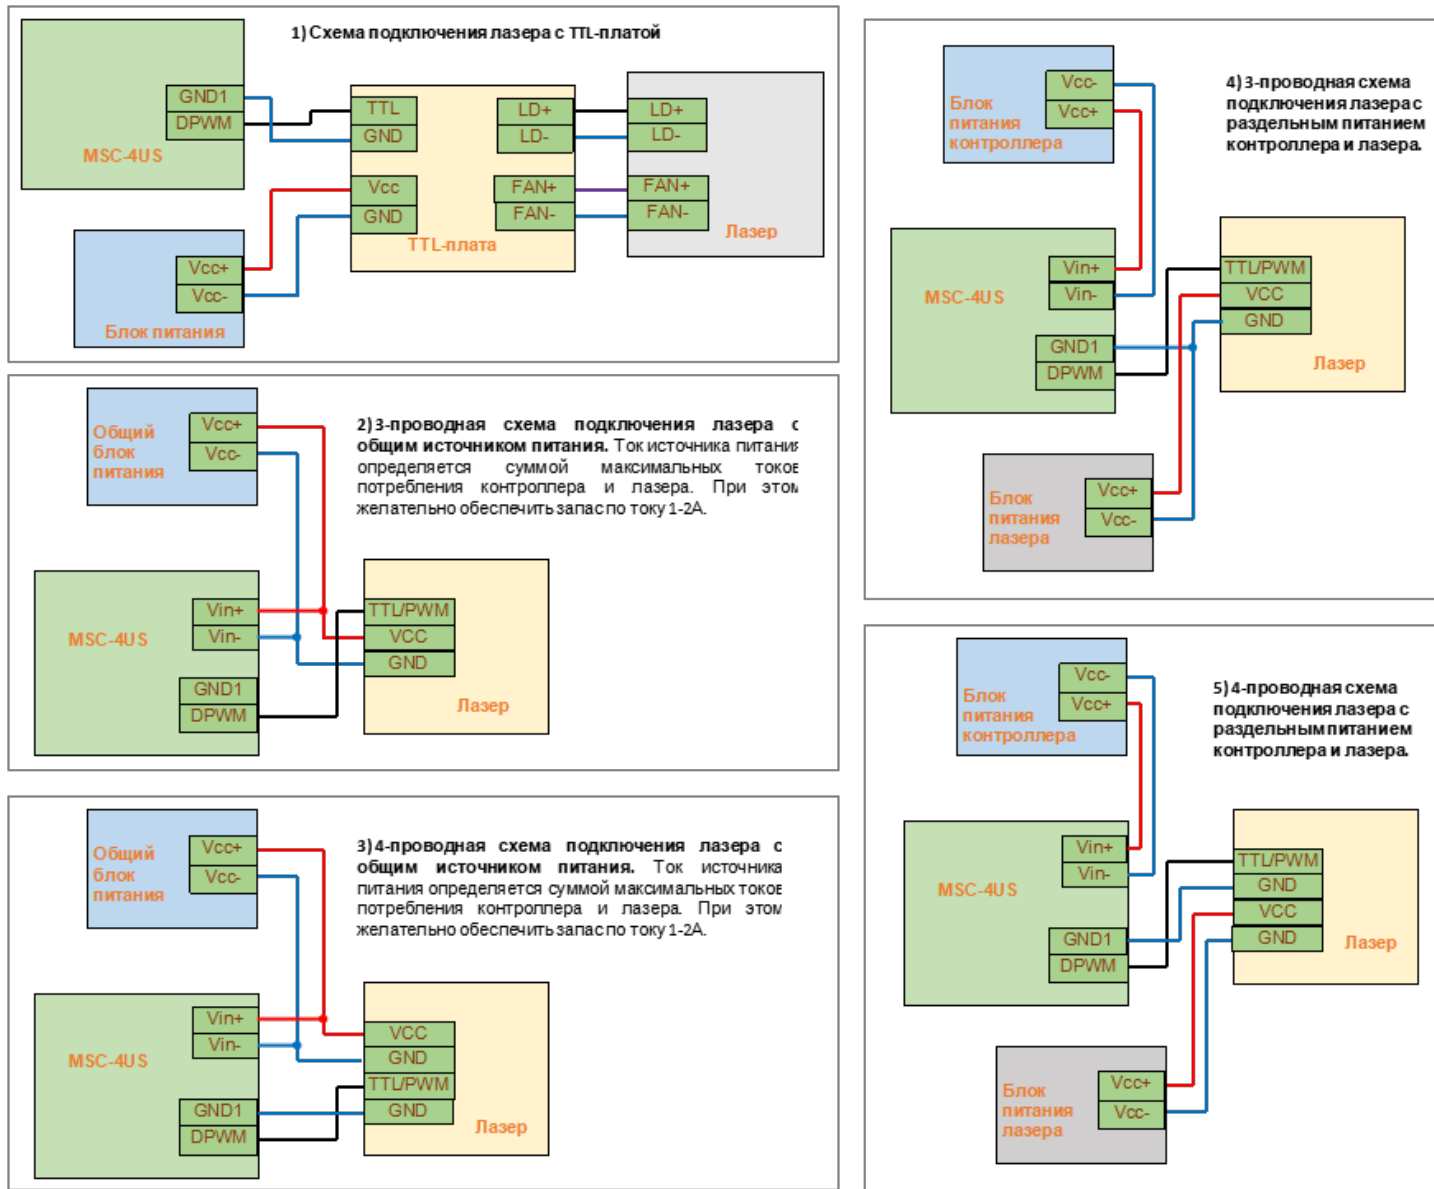 1) Схема подключения лазера с TTL-платой
GND1
DPWM
MSC-4US
TTL
GND
Vcc
GND
LD+
LD-
FAN+
FAN-
TTL-плата
LD+
LD-
FAN+
FAN-
Лазер
Vcc+
Vcc-
Блок питания
Общий
блок
питания
Vcc+
Vcc-
2) 3-проводная схема подключения лазера с
общим источником питания. Ток источника питания
определяется суммой максимальных токов
потребления контроллера и лазера. При этом
желательно обеспечить запас по току 1-2А.
MSC-4US
Vin+
Vin-
GND1
DPWM
TTL/PWM
VCC
GND
Лазер
Общий
блок
питания
Vcc+
Vcc-
3) 4-проводная схема подключения лазера с
общим источником питания. Ток источника
питания определяется суммой максимальных токов
потребления контроллера и лазера. При этом
желательно обеспечить запас по току 1-2А.
MSC-4US
Vin+
Vin-
GND1
DPWM
VCC
GND
TTL/PWM
GND
Лазер
Блок
питания
контроллера
Vcc-
Vcc+
4) 3-проводная схема
подключения лазера с
раздельным питанием
контроллера и лазера.
MSC-4US
Vin+
Vin-
GND1
DPWM
TTL/PWM
VCC
GND
Лазер
Блок
питания
лазера
Vcc+
Vcc-
Блок
питания
контроллера
Vcc-
Vcc+
5) 4-проводная схема
подключения лазера с
раздельным питанием
контроллера и лазера.
MSC-4US
Vin+
Vin-
GND1
DPWM
TTL/PWM
GND
VCC
GND
Лазер
Блок
питания
лазера
Vcc+
Vcc-